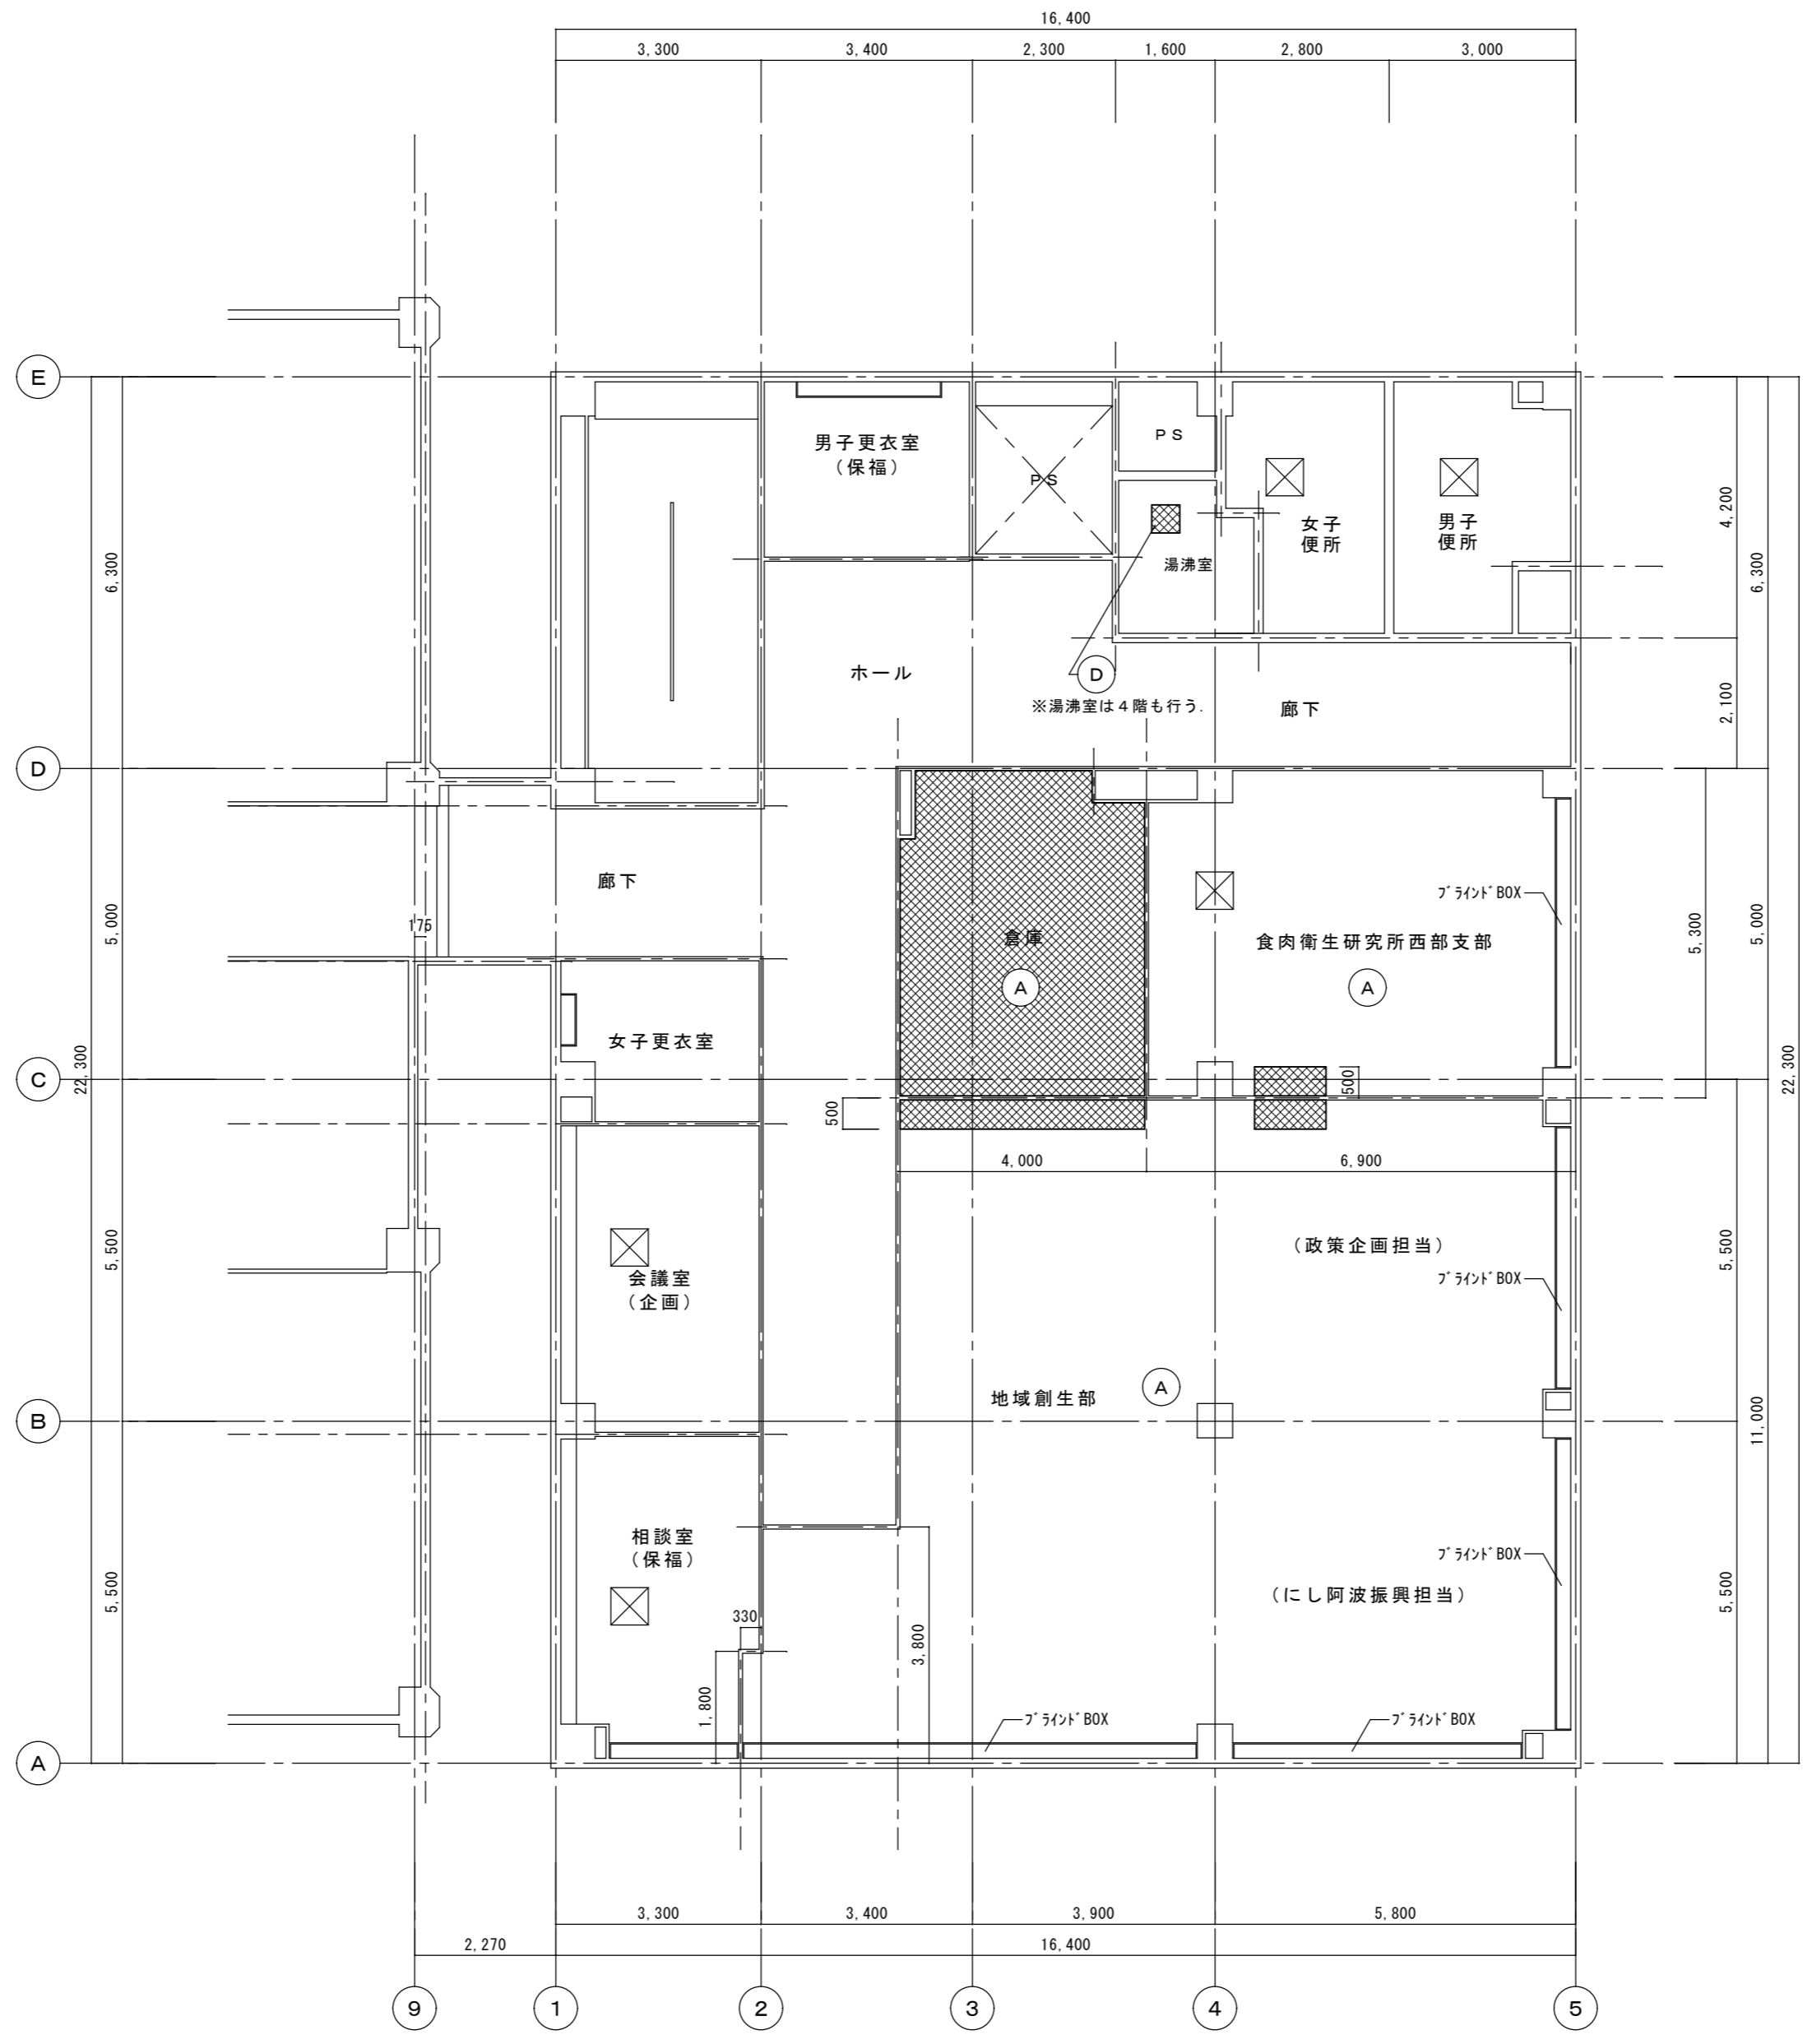 16,400
3,300
3,400
2,300
1,600
2,800
3,000
E
男子更衣室
(保福)
PS
PS
女子
便所
男子
便所
湯沸室
4,200
6,300
6,300
ホール
D
※湯沸室は4階も行う.
廊下
2,100
D
廊下
175
5,000
倉庫
A
ブラインドBOX
食肉衛生研究所西部支部
A
5,300
5,000
女子更衣室
C
22,300
500
500
22,300
4,000
6,900
5,500
会議室
(企画)
(政策企画担当)
ブラインドBOX
5,500
地域創生部
A
B
11,000
相談室
(保福)
ブラインドBOX
(にし阿波振興担当)
5,500
330
3,800
1,800
5,500
ブラインドBOX
ブラインドBOX
A
3,300
3,400
3,900
5,800
2,270
16,400
9
1
2
3
4
5